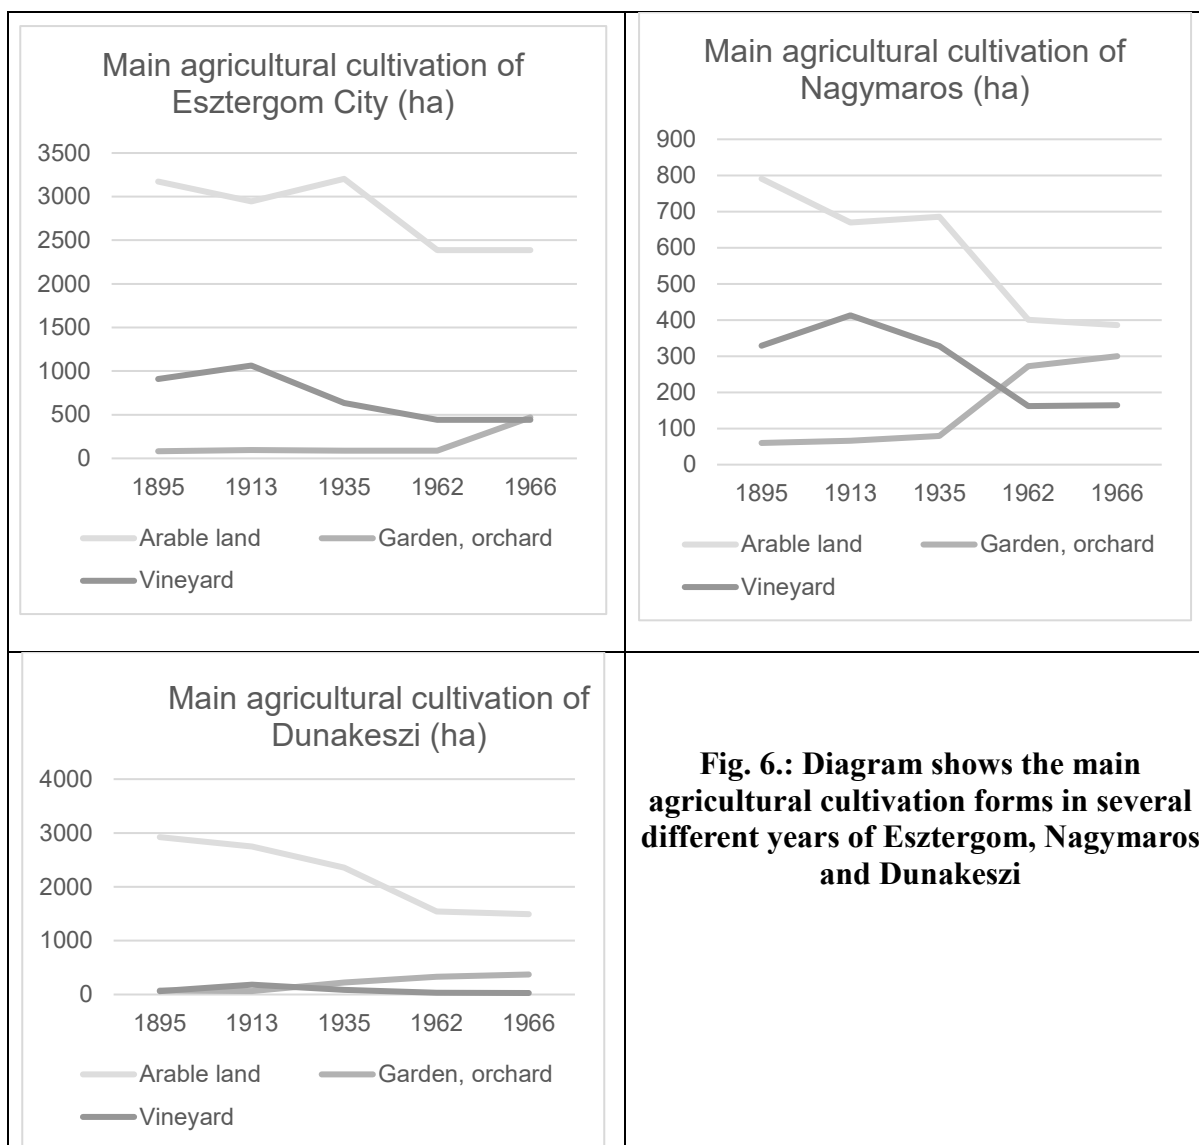 Main agricultural cultivation of
Esztergom City (ha)
3500
3000
2500
2000
1500
1000
500
0
1895 1913 1935 1962 1966
Arable land Garden, orchard
Vineyard
Main agricultural cultivation of
Nagymaros (ha)
900
800
700
600
500
400
300
200
100
0
1895 1913 1935 1962 1966
Arable land Garden, orchard
Vineyard
Main agricultural cultivation of
Dunakeszi (ha)
4000
3000
2000
1000
0
1895 1913 1935 1962 1966
Arable land Garden, orchard
Vineyard
Fig. 6.: Diagram shows the main
agricultural cultivation forms in several
different years of Esztergom, Nagymaros
and Dunakeszi